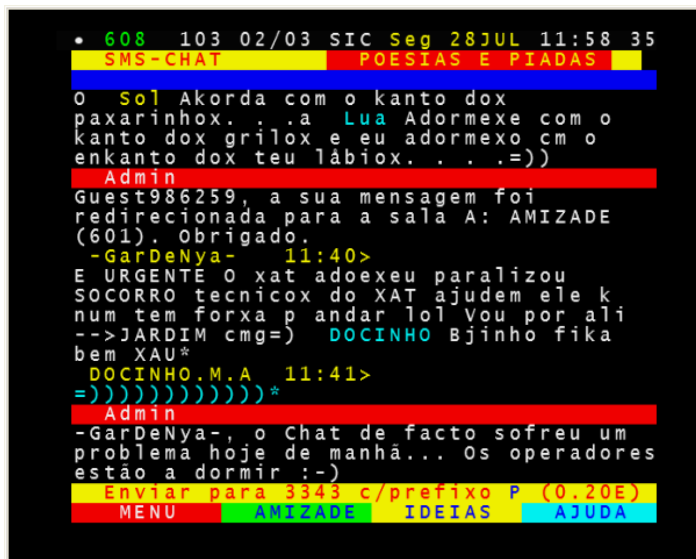 608 103 02/03 SIC Seg 28JUL 11:58 35
SMS-CHAT POESIAS E PIADAS
O Sol Akorda com o kanto dox
paxarinhox. . .a Lua Adormexe com o
kanto dox grilox e eu adormexo cm o
enkanto dox teu låbiox. . . .=))
Admin
Guest986259, a sua mensagem foi
redirecionada para a sala A: AMIZADE
(601). Obrigado.
-GarDeNya- 11:40>
E URGENTE O xat adoexeu paralizou
SOCORRO tecnicox do XAT ajudem ele k
num tem forxa p andar lol Vou por ali
-->JARDIM cmg=) DOCINHO Bjinho fika
bem XAU*
DOCINHO.M.A 11:41>
=))))))))))))*
Admin
-GarDeNya-, o Chat de facto sofreu um
problema hoje de manhã... Os operadores
estão a dormir :-)
Enviar para 3343 c/prefixo P (0.20E)
MENU AMIZADE IDEIAS AJUDA